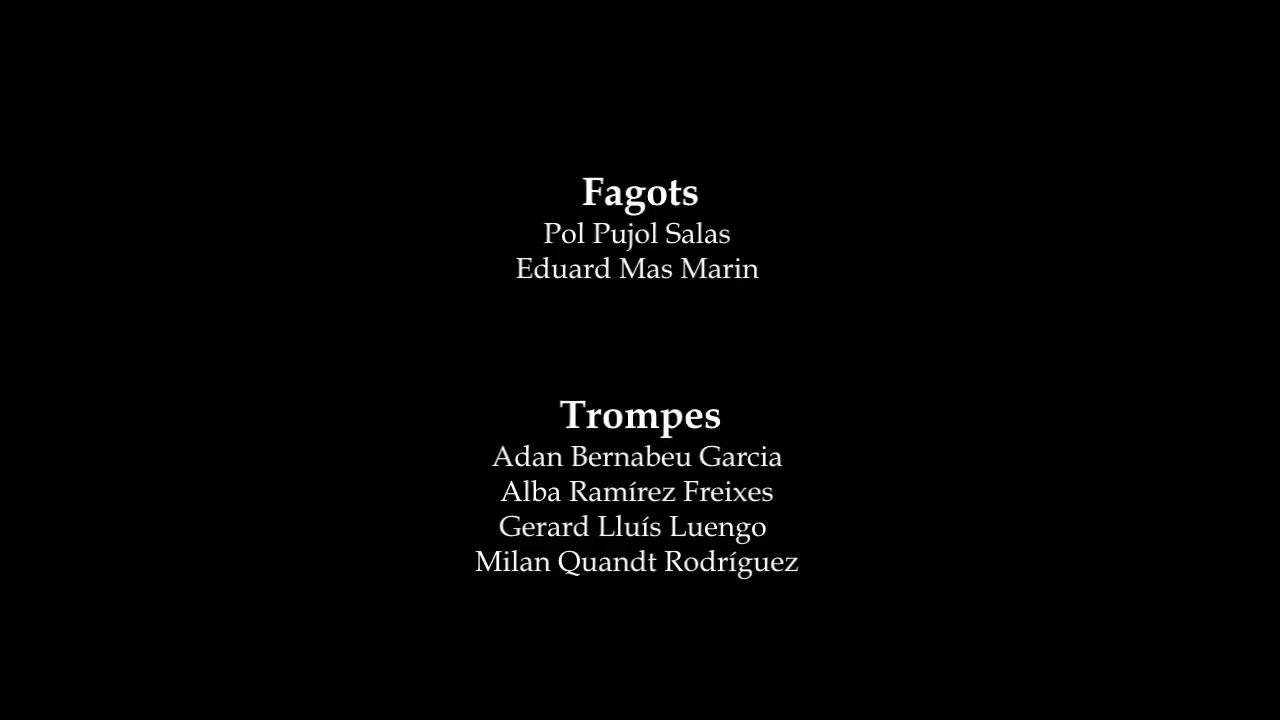 Fagots
Pol Pujol Salas
Eduard Mas Marin
Trompes
Adan Bernabeu Garcia
Alba Ramírez Freixes
Gerard Lluís Luengo
Milan Quandt Rodríguez